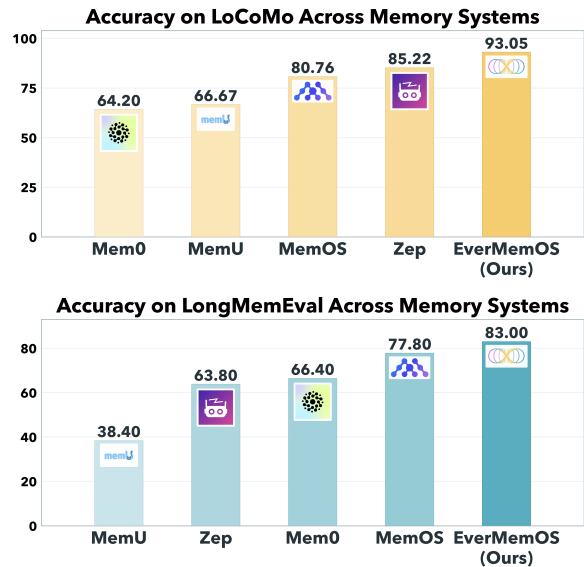 Accuracy on LoCoMo Across Memory Systems
100
75
50
25
0
64.20
66.67
80.76
85.22
93.05
memU
Mem0
MemU
MemOS
Zep
EverMemOS
(Ours)
Accuracy on LongMemEval Across Memory Systems
80
60
40
20
0
38.40
63.80
66.40
77.80
83.00
memU
MemU
Zep
Mem0
MemOS
EverMemOS
(Ours)